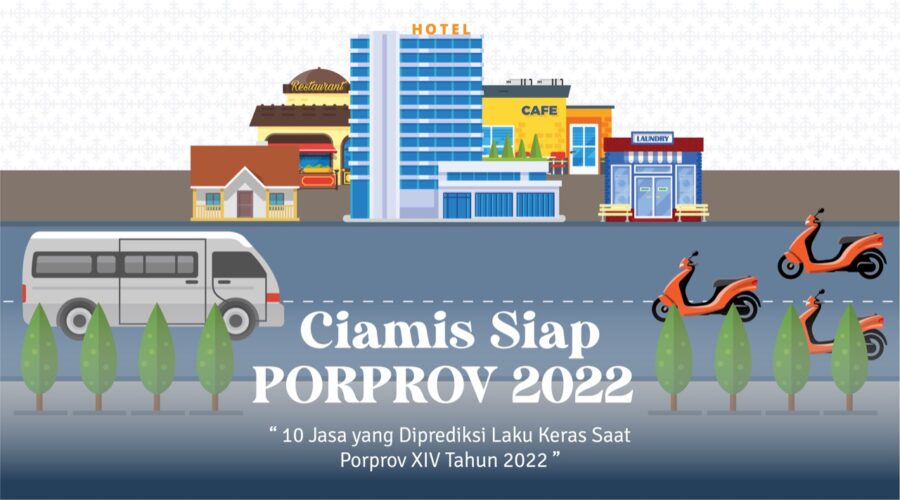 HOTEL
Restaurant
CAFE
LAUNDRY
Ciamis Siap
PORPROV 2022
“ 10 Jasa yang Diprediksi Laku Keras Saat
Porprov XIV Tahun 2022 ”